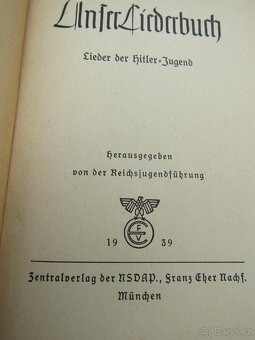 Unser Liederbuch
Lieder der Hitler-Jugend
Herausgegeben
von der Reichsjugendführung
19 39
Zentralverlag der NSDAP., Franz Eher Nachf.
München